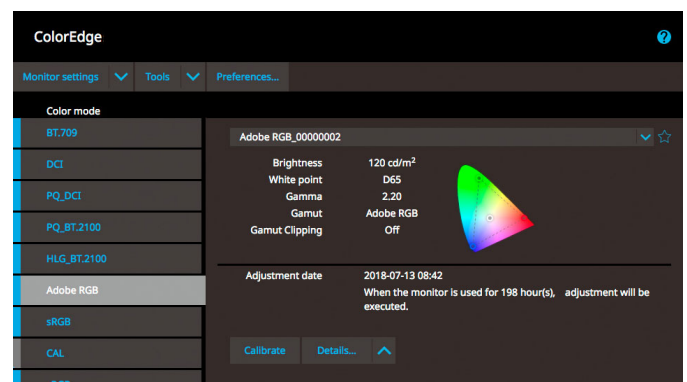 ColorEdge
?
Monitor settings Tools Preferences...
Color mode
BT.709
DCI
PQ_DCI
PQ_BT.2100
HLG_BT.2100
Adobe RGB
sRGB
CAL
Adobe RGB_00000002
Brightness 120 cd/m²
White point D65
Gamma 2.20
Gamut Adobe RGB
Gamut Clipping Off
Adjustment date 2018-07-13 08:42
When the monitor is used for 198 hour(s), adjustment will be
executed.
Calibrate Details...